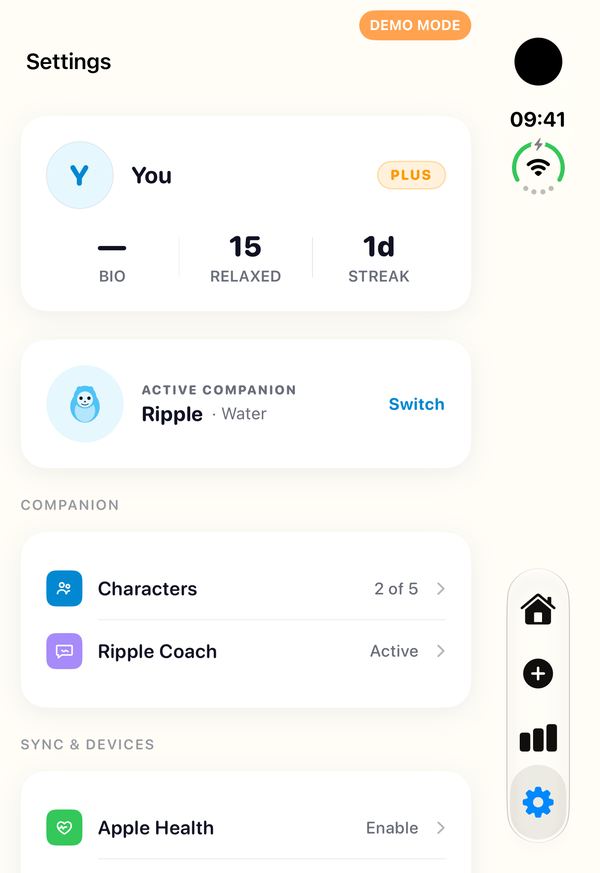 DEMO MODE
Settings
09:41
Y
You
PLUS
—
BIO
15
RELAXED
1d
STREAK
ACTIVE COMPANION
Ripple · Water
Switch
COMPANION
Characters
2 of 5
Ripple Coach
Active
SYNC & DEVICES
Apple Health
Enable